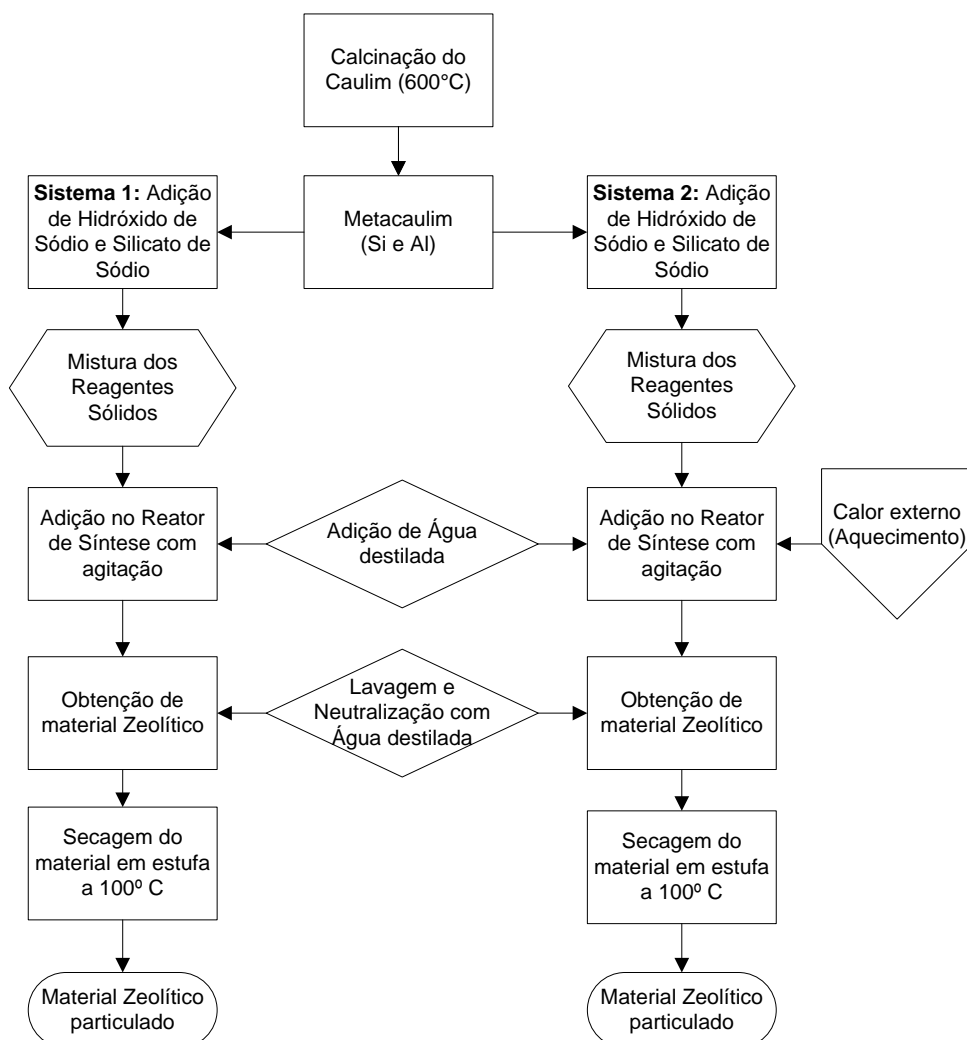 Calcinação do
Caulim (600°C)
Sistema 1: Adição
de Hidróxido de
Sódio e Silicato de
Sódio
Metacaulim
(Si e Al)
Sistema 2: Adição
de Hidróxido de
Sódio e Silicato de
Sódio
Mistura dos
Reagentes
Sólidos
Mistura dos
Reagentes
Sólidos
Adição no Reator
de Síntese com
agitação
Adição de Água
destilada
Adição no Reator
de Síntese com
agitação
Calor externo
(Aquecimento)
Obtenção de
material Zeolítico
Lavagem e
Neutralização com
Água destilada
Obtenção de
material Zeolítico
Secagem do
material em estufa
a 100º C
Secagem do
material em estufa
a 100º C
Material Zeolítico
particulado
Material Zeolítico
particulado